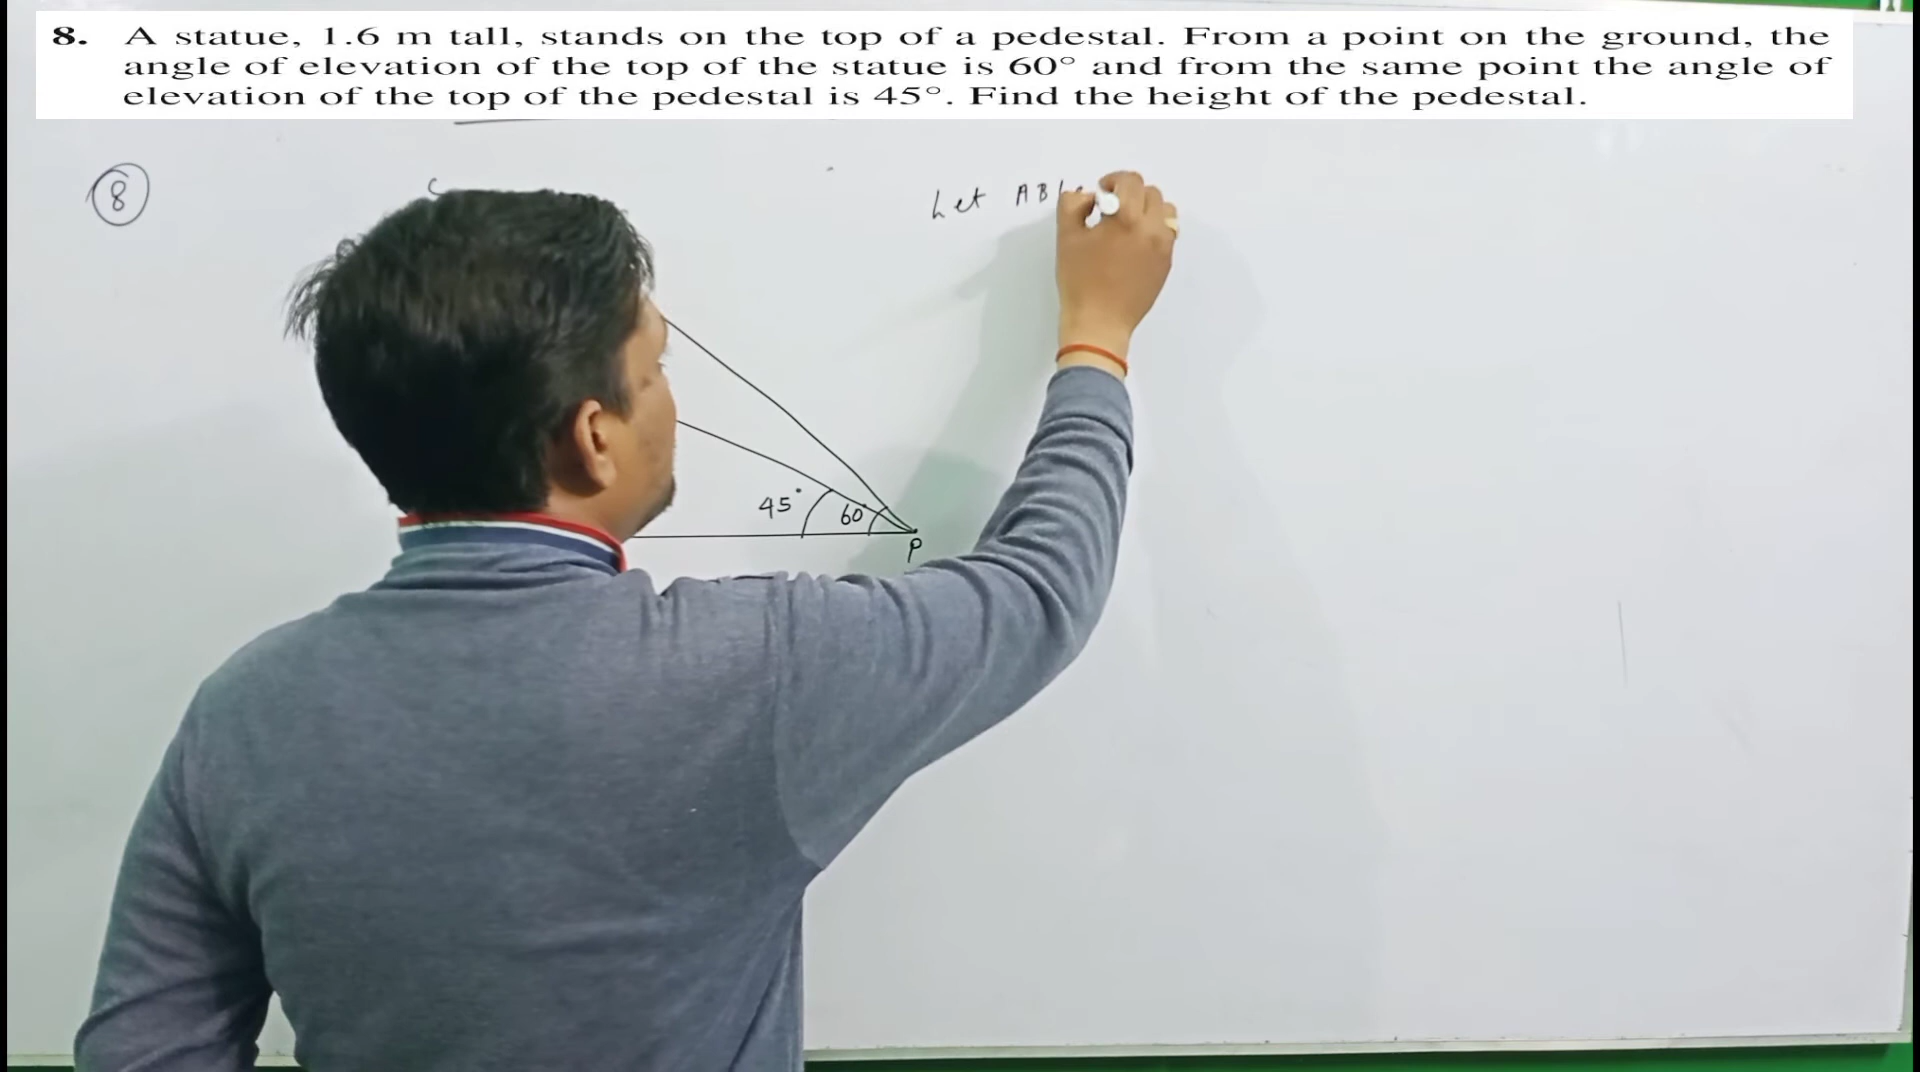 8. A statue, 1.6 m tall, stands on the top of a pedestal. From a point on the ground, the
angle of elevation of the top of the statue is 60° and from the same point the angle of
elevation of the top of the pedestal is 45°. Find the height of the pedestal.
8
Let AB
45°
60°
P